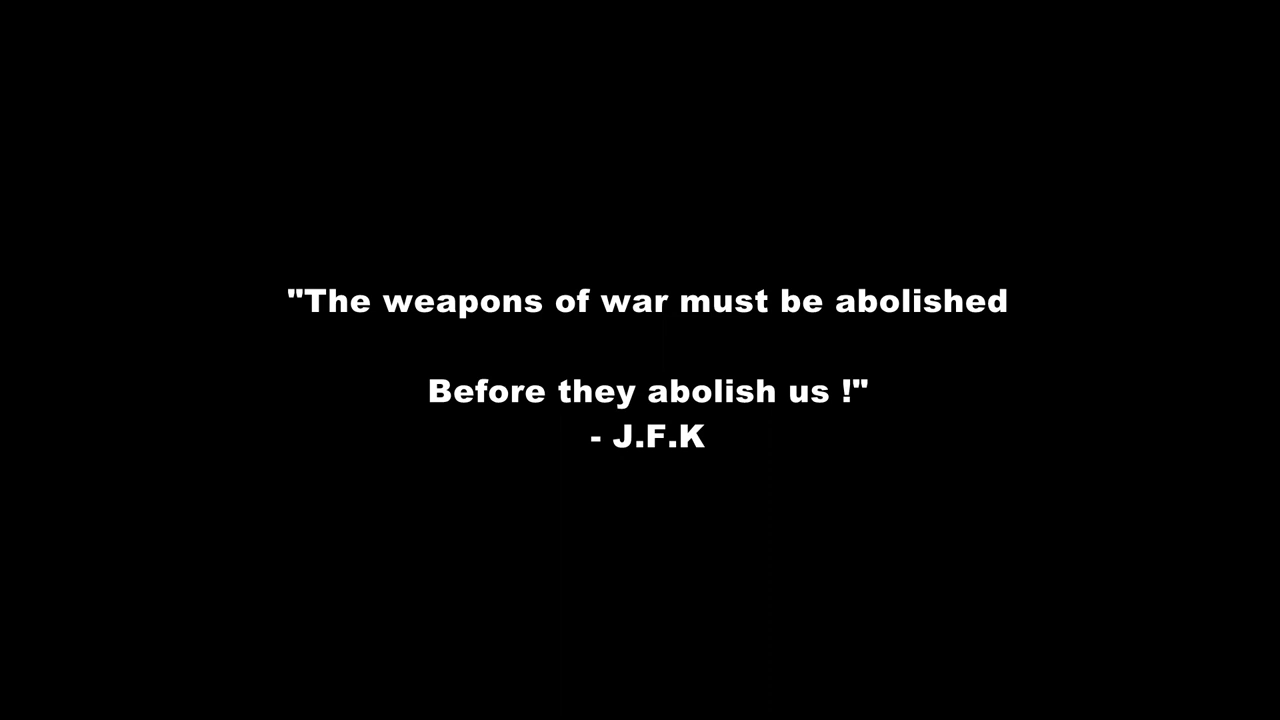 "The weapons of war must be abolished
Before they abolish us !"
- J.F.K